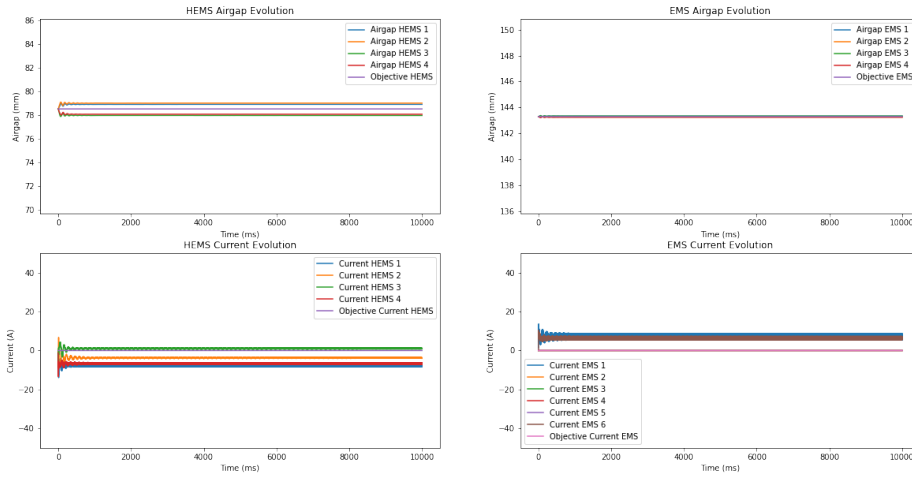 HEMS Airgap Evolution
86
84
82
80
78
76
74
72
70
Airgap (mm)
Airgap HEMS 1
Airgap HEMS 2
Airgap HEMS 3
Airgap HEMS 4
Objective HEMS
0 2000 4000 6000 8000 10000
Time (ms)
EMS Airgap Evolution
150
148
146
144
142
140
138
136
Airgap (mm)
Airgap EMS 1
Airgap EMS 2
Airgap EMS 3
Airgap EMS 4
Objective EMS
0 2000 4000 6000 8000 10000
Time (ms)
HEMS Current Evolution
40
20
0
−20
−40
Current (A)
Current HEMS 1
Current HEMS 2
Current HEMS 3
Current HEMS 4
Objective Current HEMS
0 2000 4000 6000 8000 10000
Time (ms)
EMS Current Evolution
40
20
0
−20
−40
Current (A)
Current EMS 1
Current EMS 2
Current EMS 3
Current EMS 4
Current EMS 5
Current EMS 6
Objective Current EMS
0 2000 4000 6000 8000 10000
Time (ms)